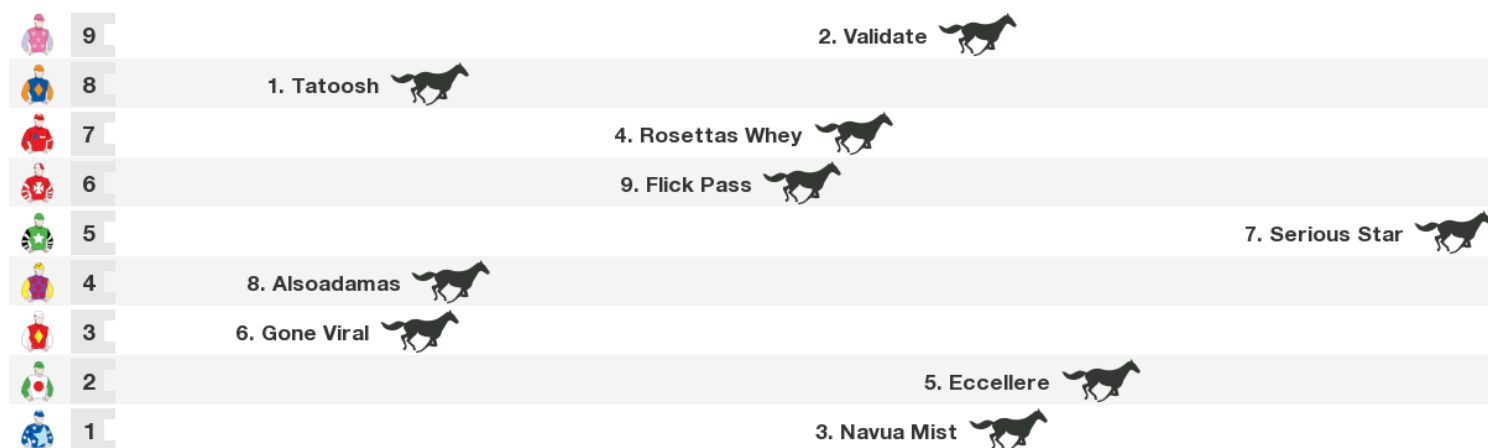 9 2. Validate
8 1. Tatoosh
7 4. Rosettas Whey
6 9. Flick Pass
5 7. Serious Star
4 8. Alsoadamas
3 6. Gone Viral
2 5. Eccellere
1 3. Navua Mist